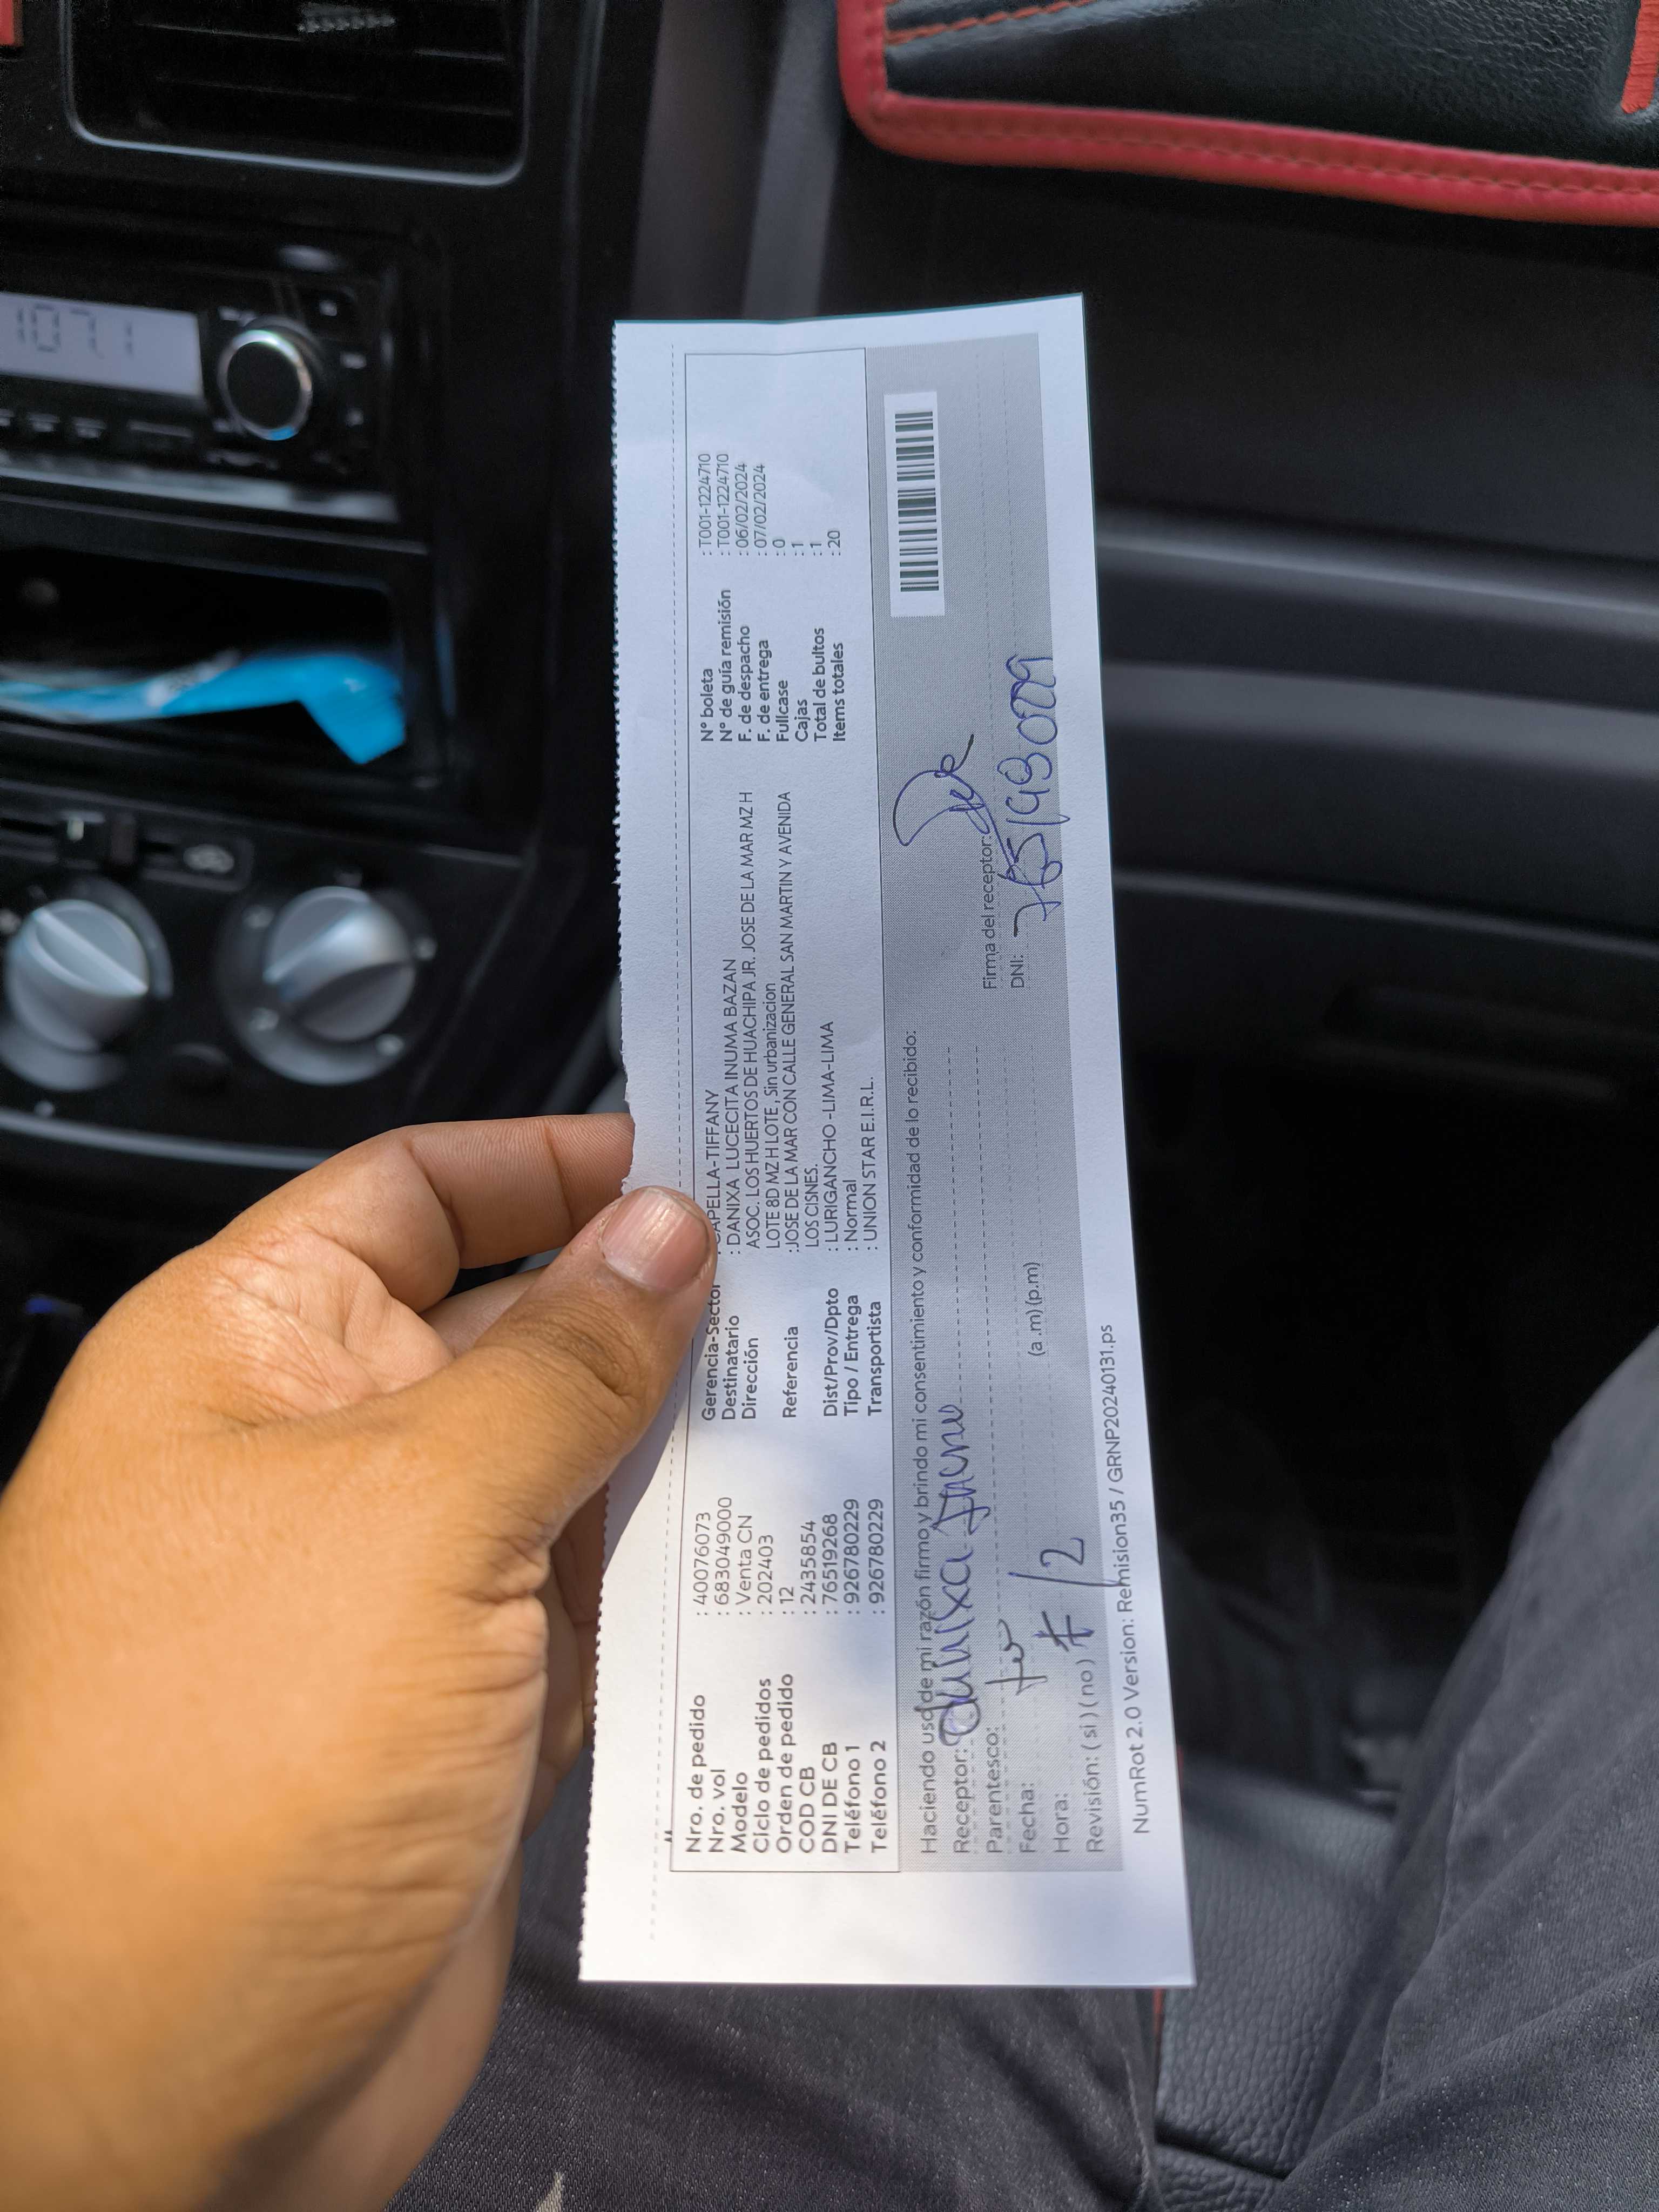 107.1
Nro. de pedido : 40076073
Nro. vol : 683049000
Modelo : Venta CN
Ciclo de pedidos : 202403
Orden de pedido : 12
COD CB : 2435854
DNI DE CB : 76519268
Teléfono 1 : 926780229
Teléfono 2 : 926780229
Gerencia-Sector : CAPELLA-TIFFANY
Destinatario : DANIXA LUCECITA INUMA BAZAN
Dirección ASOC. LOS HUERTOS DE HUACHIPA JR. JOSE DE LA MAR MZ H
LOTE 8D MZ H LOTE, Sin urbanizacion
Referencia :JOSE DE LA MAR CON CALLE GENERAL SAN MARTIN Y AVENIDA
LOS CISNES.
Dist/Prov/Dpto : LURIGANCHO -LIMA-LIMA
Tipo / Entrega : Normal
Transportista : UNION STAR E.I.R.L.
N° boleta : T001-1224710
N° de guía remisión : T001-1224710
F. de despacho : 06/02/2024
F. de entrega : 07/02/2024
Fullcase : 0
Cajas : 1
Total de bultos : 1
Items totales : 20
Haciendo uso de mi razón firmo y brindo mi consentimiento y conformidad de lo recibido:
Receptor: danixa
Parentesco:
Fecha:
Hora: (a.m) (p.m)
Revisión: ( si ) ( no )
Firma del receptor:
DNI:
NumRot 2.0 Version: Remision35 / GRNP20240131.ps